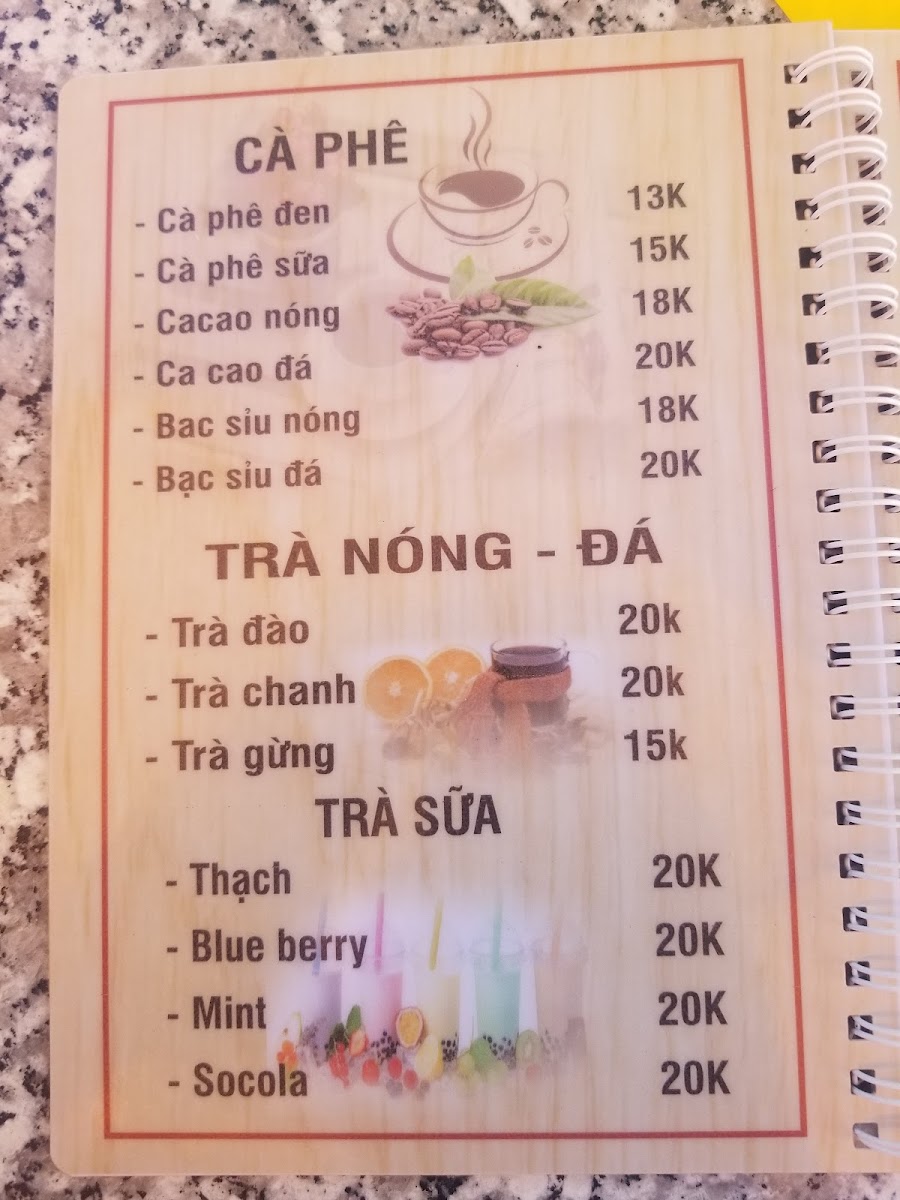 CÀ PHÊ
- Cà phê đen 13K
- Cà phê sữa 15K
- Cacao nóng 18K
- Ca cao đá 20K
- Bac sỉu nóng 18K
- Bạc sỉu đá 20K
TRÀ NÓNG - ĐÁ
- Trà đào 20k
- Trà chanh 20k
- Trà gừng 15k
TRÀ SỮA
- Thạch 20K
- Blue berry 20K
- Mint 20K
- Socola 20K